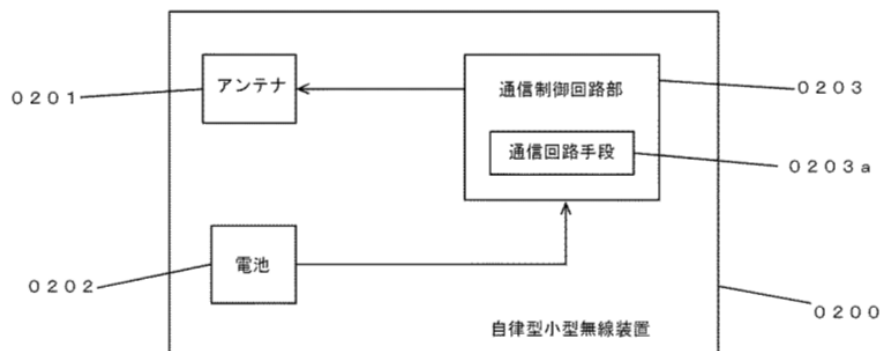 アンテナ
通信制御回路部
0201
0203
通信回路手段
0203a
電池
0202
0200
自律型小型無線装置